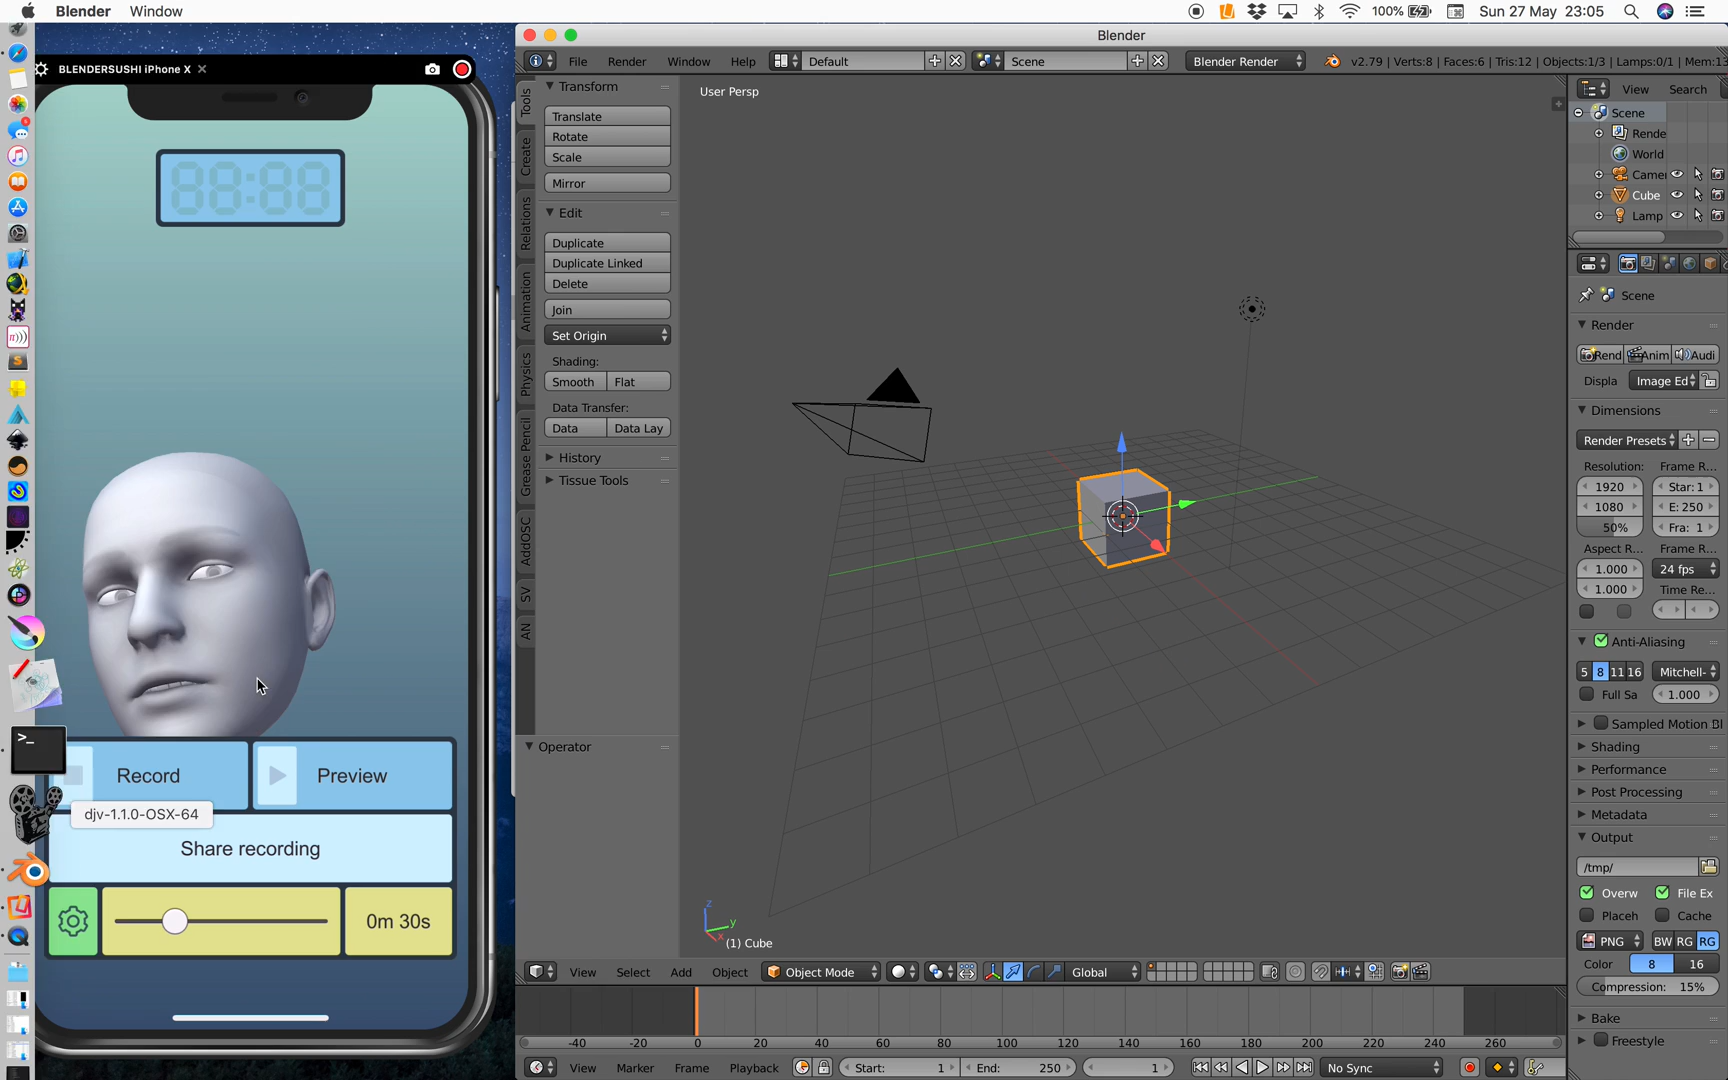 Blender Window
100% Sun 27 May 23:05
BLENDERSUSHI iPhone X
88:88
Record
Preview
djv-1.1.0-OSX-64
Share recording
0m 30s
Blender
File Render Window Help Default Scene Blender Render v2.79 | Verts:8 | Faces:6 | Tris:12 | Objects:1/3 | Lamps:0/1 | Mem:13
Tools
Create
Relations
Animation
Physics
Grease Pencil
AddOSC
SV
AN
Transform
Translate
Rotate
Scale
Mirror
Edit
Duplicate
Duplicate Linked
Delete
Join
Set Origin
Shading:
Smooth Flat
Data Transfer:
Data Data Lay
History
Tissue Tools
Operator
User Persp
z
y
x
(1) Cube
View Select Add Object Object Mode Global
-40 -20 0 20 40 60 80 100 120 140 160 180 200 220 240 260
View Marker Frame Playback Start: 1 End: 250 1 No Sync
View Search
Scene
Rende
World
Camer
Cube
Lamp
Scene
Render
Rend Anim Audi
Displa Image Ed
Dimensions
Render Presets
Resolution: Frame R...
1920 Star: 1
1080 E: 250
50% Fra: 1
Aspect R... Frame R...
1.000 24 fps
1.000 Time Re...
Anti-Aliasing
5 8 11 16 Mitchell-
Full Sa 1.000
Sampled Motion Bl
Shading
Performance
Post Processing
Metadata
Output
/tmp/
Overw File Ex
Placeh Cache
PNG BW RG RG
Color 8 16
Compression: 15%
Bake
Freestyle